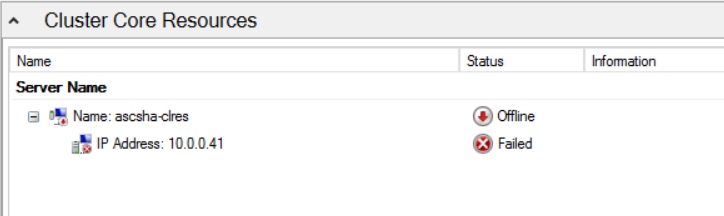 Cluster Core Resources
Name Status Information
Server Name
Name: ascsha-clres Offline
IP Address: 10.0.0.41 Failed